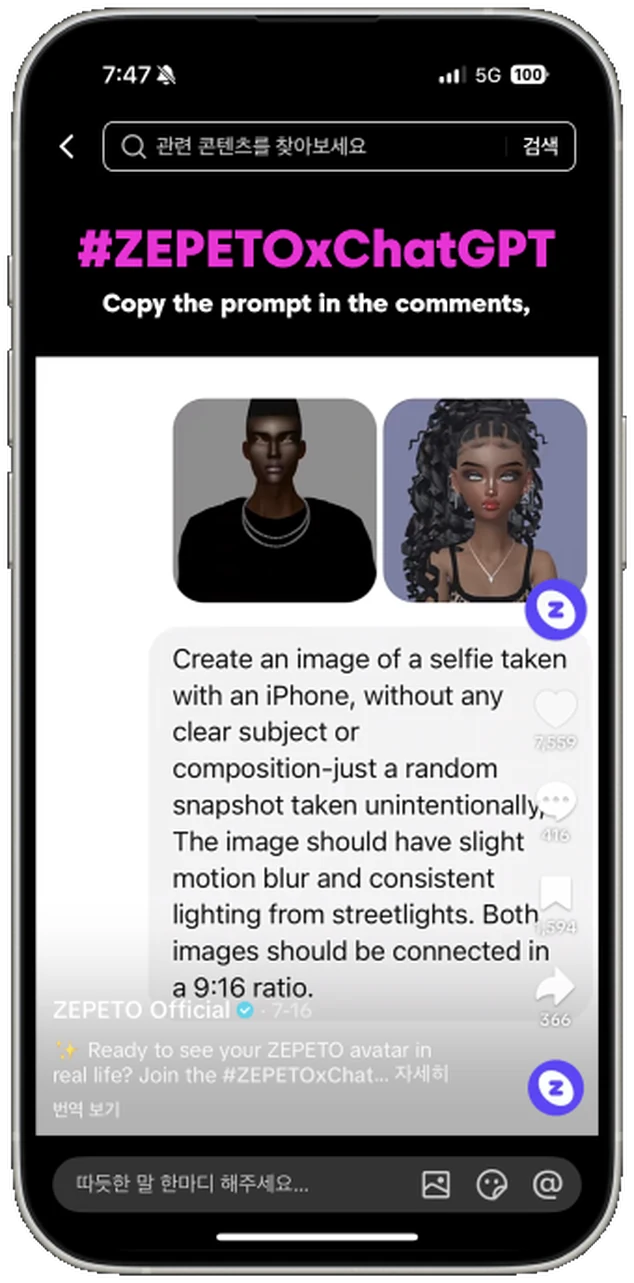 7:47
5G
100
관련 콘텐츠를 찾아보세요
검색
#ZEPETOxChatGPT
Copy the prompt in the comments,
Create an image of a selfie taken
with an iPhone, without any
clear subject or
composition-just a random
snapshot taken unintentionally.
The image should have slight
motion blur and consistent
lighting from streetlights. Both
images should be connected in
a 9:16 ratio.
7,559
416
1,594
366
ZEPETO Official · 7-16
✨ Ready to see your ZEPETO avatar in
real life? Join the #ZEPETOxChat... 자세히
번역 보기
따뜻한 말 한마디 해주세요...